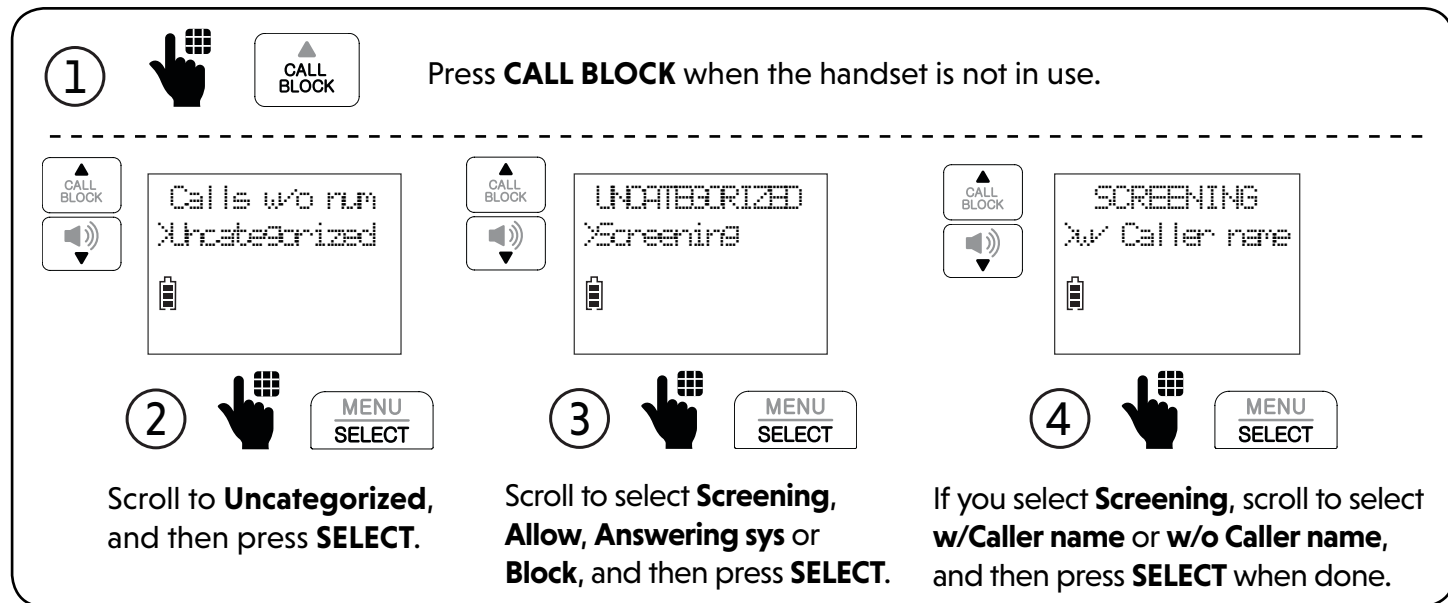 1
CALL
BLOCK
Press CALL BLOCK when the handset is not in use.
CALL
BLOCK
Calls w/o num
>Uncategorized
2
MENU
SELECT
Scroll to Uncategorized,
and then press SELECT.
CALL
BLOCK
UNCATEGORIZED
>Screening
3
MENU
SELECT
Scroll to select Screening,
Allow, Answering sys or
Block, and then press SELECT.
CALL
BLOCK
SCREENING
>w/ Caller name
4
MENU
SELECT
If you select Screening, scroll to select
w/Caller name or w/o Caller name,
and then press SELECT when done.